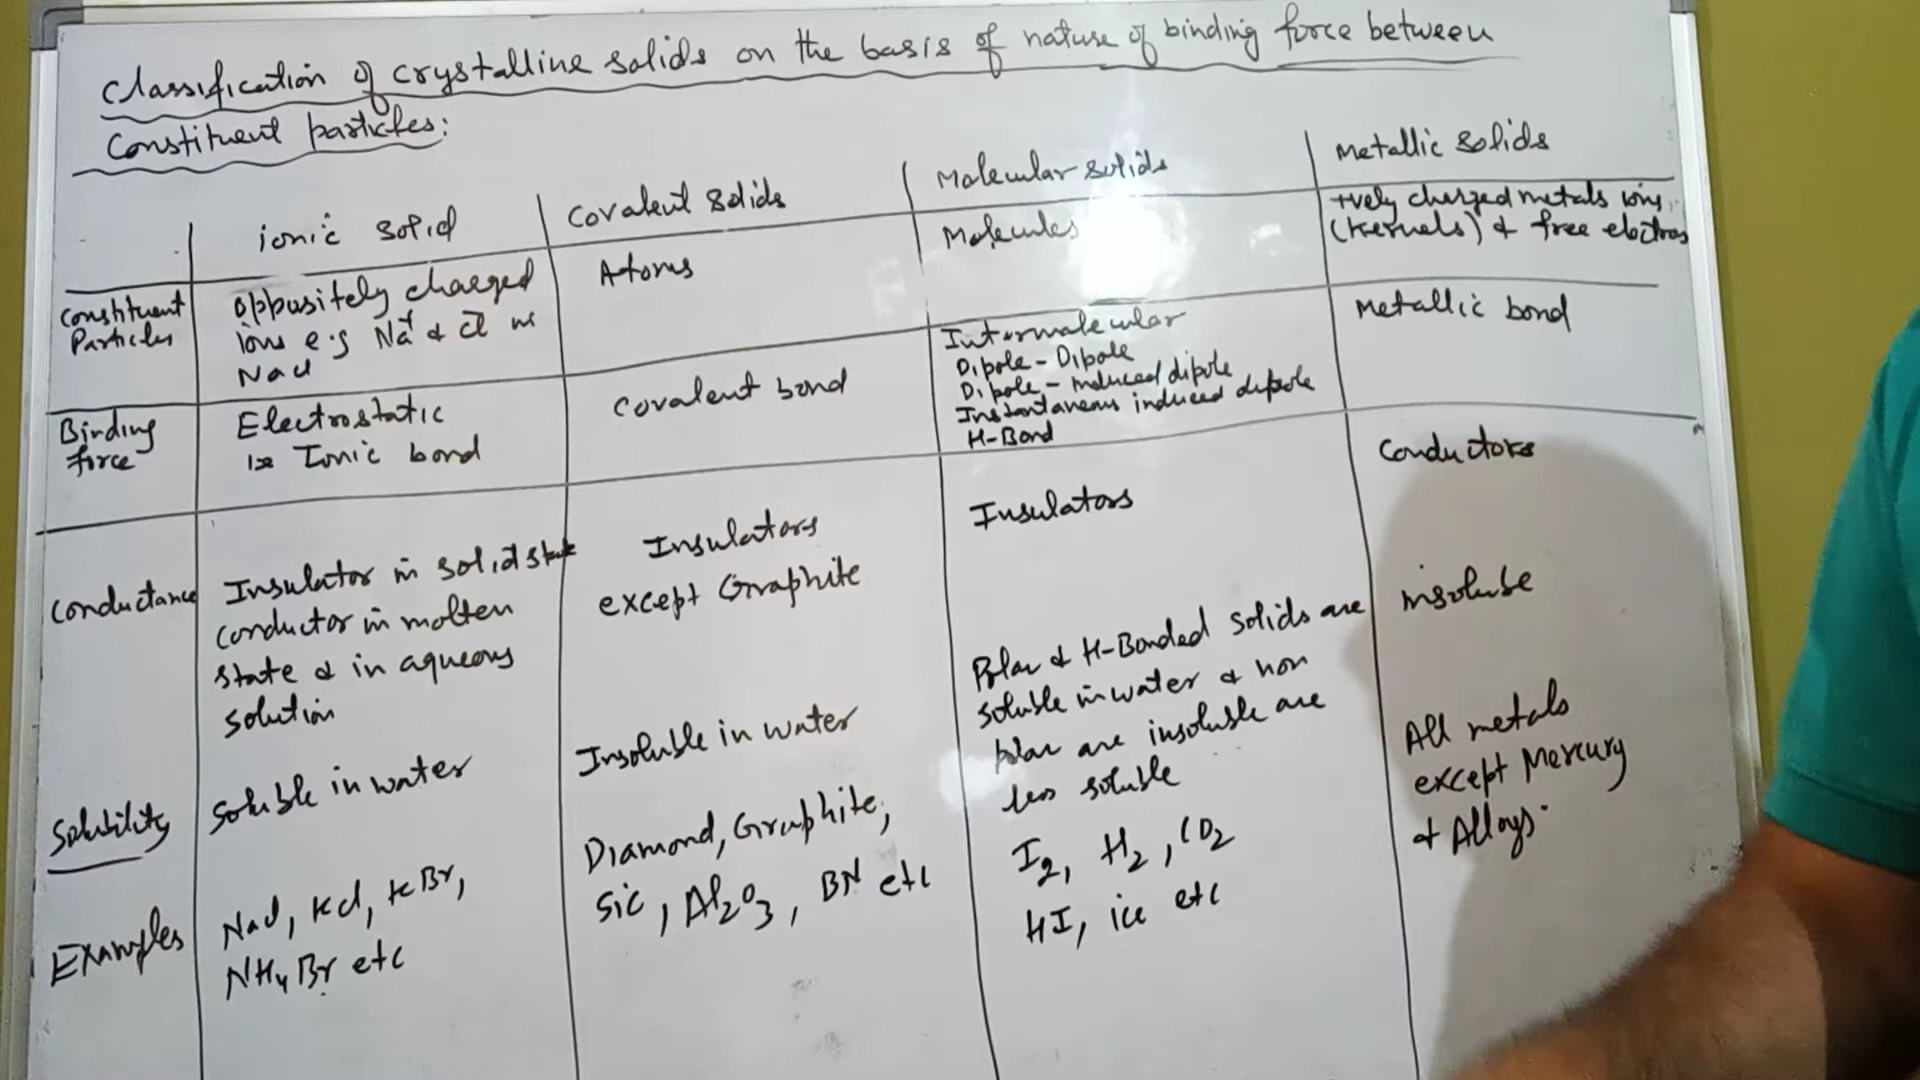 Classification of crystalline solids on the basis of nature of binding force between
Constituent particles:
ionic solid
Covalent solids
Molecular solids
Metallic solids
Constituent
Particles
oppusitely charged
ions e.g Na+ & Cl- in
NaCl
Atoms
Molecules
+vely charged metals ions
(Kernels) & free electrons
Binding
force
Electrostatic
ie Ionic bond
Covalent bond
Intermolecular
Dipole - Dipole
Dipole - induced dipole
Instantaneous induced dipole
H-Bond
Metallic bond
Conductance
Insulator in solid state
conductor in molten
state & in aqueous
solution
Insulators
except Graphite
Insulators
Conductors
Solubility
Soluble in water
Insoluble in water
Polar & H-Bonded solids are
soluble in water & non
polar are insoluble are
less soluble
insoluble
Examples
NaCl, KCl, KBr,
NH4Br etc
Diamond, Graphite,
SiC, Al2O3, BN etc
I2, H2, CO2
HI, ice etc
All metals
except Mercury
& Alloys.